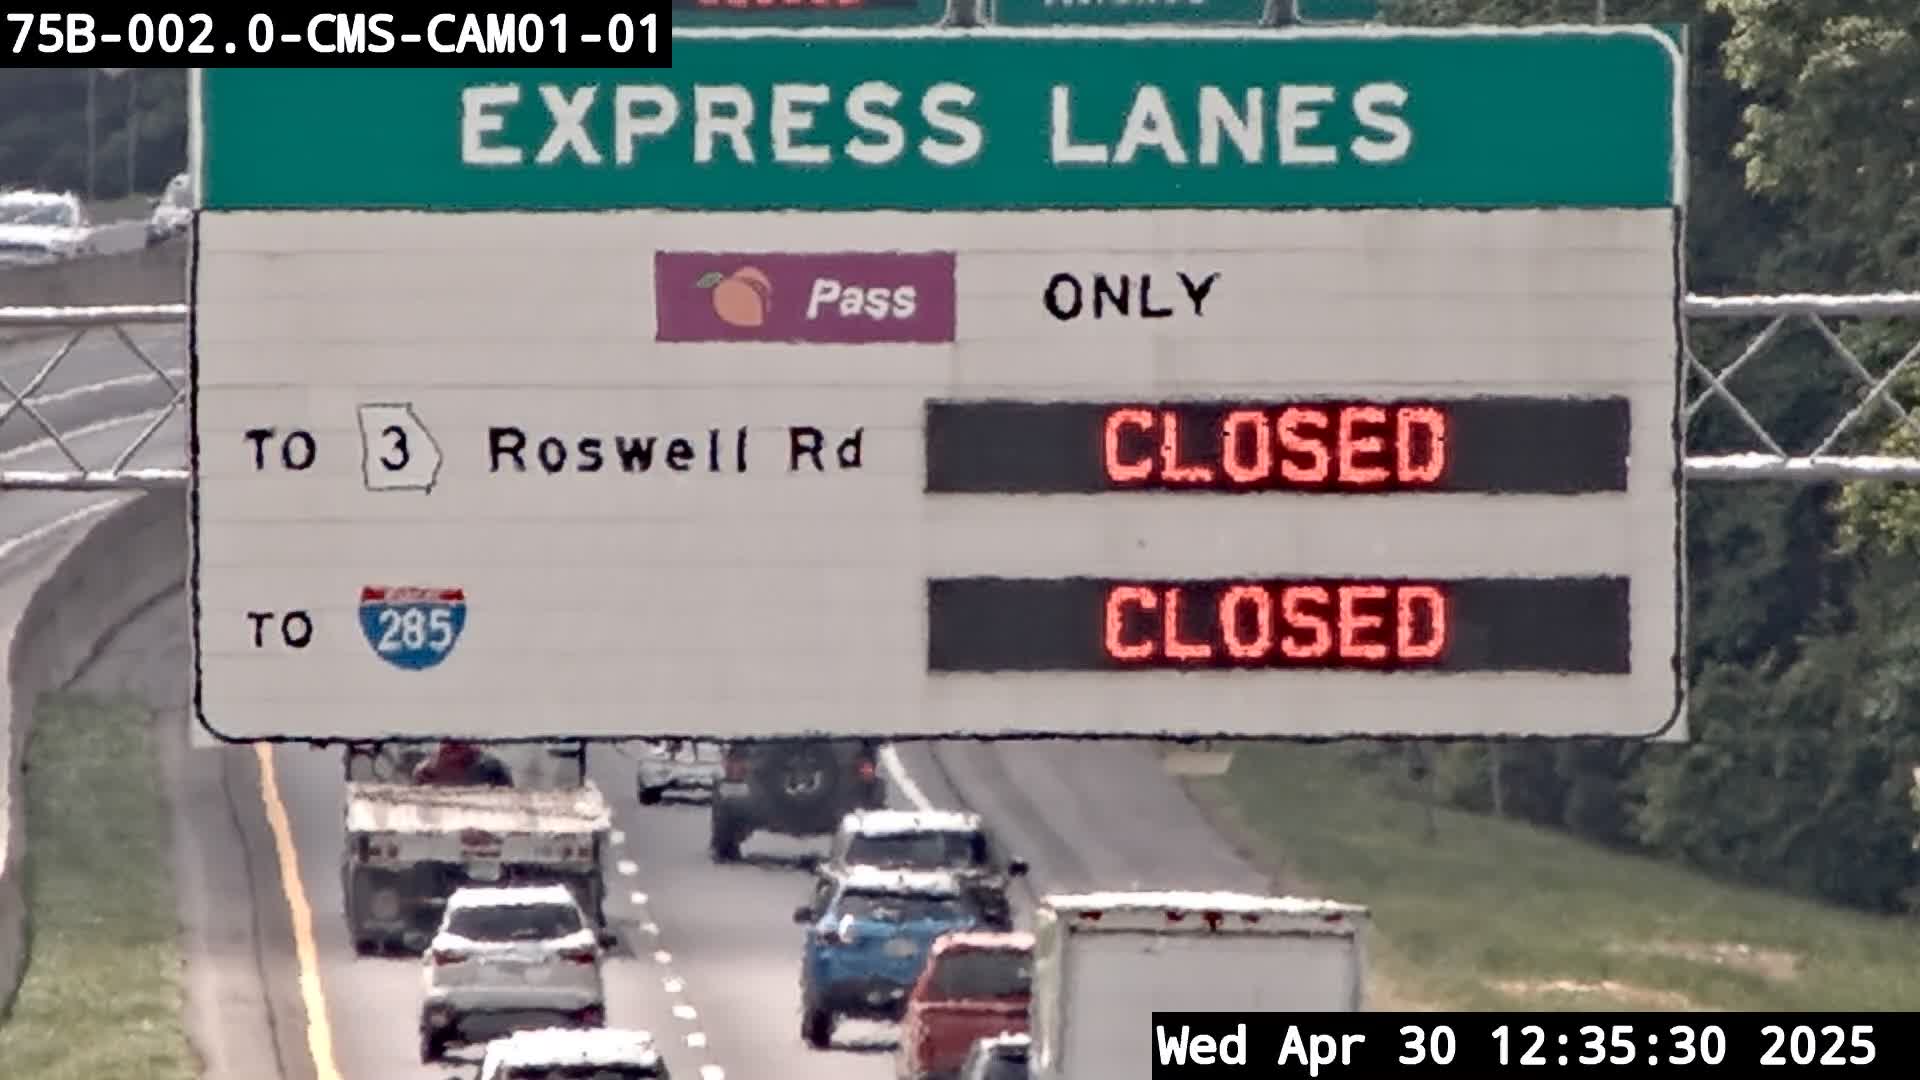 75B-002.0-CMS-CAM01-01
EXPRESS LANES
Pass ONLY
TO 3 Roswell Rd CLOSED
TO 285 CLOSED
Wed Apr 30 12:35:30 2025